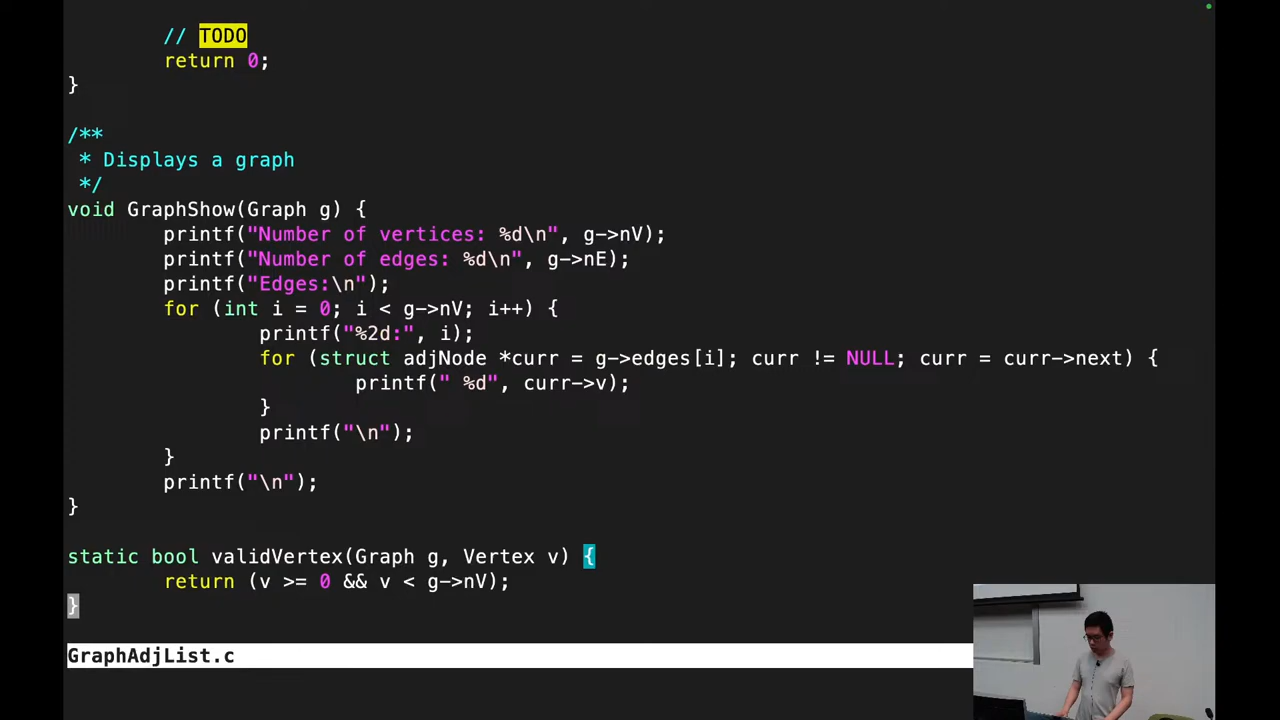 // TODO
return 0;
}
/**
* Displays a graph
*/
void GraphShow(Graph g) {
printf("Number of vertices: %d\n", g->nV);
printf("Number of edges: %d\n", g->nE);
printf("Edges:\n");
for (int i = 0; i < g->nV; i++) {
printf("%2d:", i);
for (struct adjNode *curr = g->edges[i]; curr != NULL; curr = curr->next) {
printf(" %d", curr->v);
}
printf("\n");
}
printf("\n");
}
static bool validVertex(Graph g, Vertex v) {
return (v >= 0 && v < g->nV);
}
GraphAdjList.c